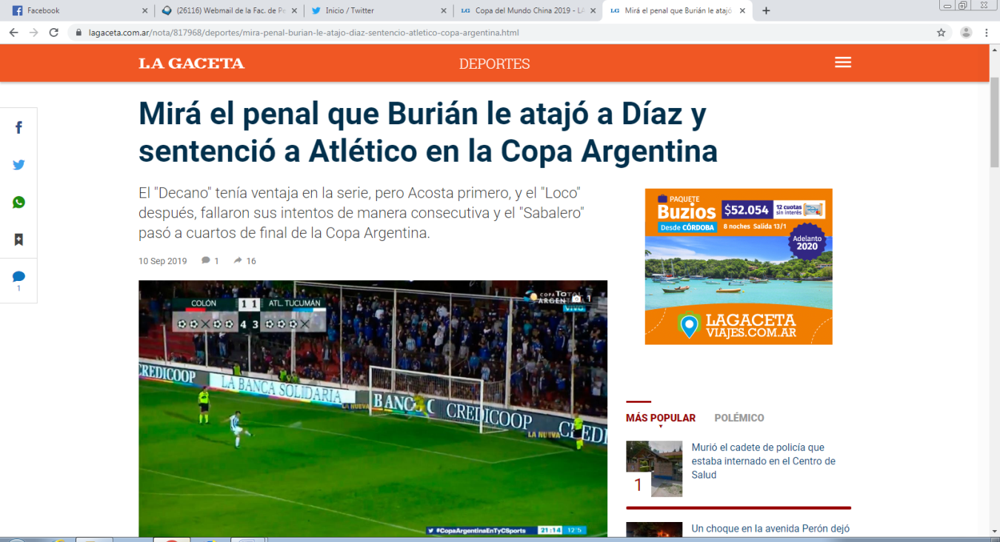 Facebook
(26116) Webmail de la Fac. de Pe
Inicio / Twitter
LG Copa del Mundo China 2019 - LA
LG Mirá el penal que Burián le atajó
lagaceta.com.ar/nota/817968/deportes/mira-penal-burian-le-atajo-diaz-sentencio-atletico-copa-argentina.html
LA GACETA
DEPORTES
Mirá el penal que Burián le atajó a Díaz y
sentenció a Atlético en la Copa Argentina
El "Decano" tenía ventaja en la serie, pero Acosta primero, y el "Loco"
después, fallaron sus intentos de manera consecutiva y el "Sabalero"
pasó a cuartos de final de la Copa Argentina.
10 Sep 2019 1 16
1
PAQUETE
Buzios
Desde CÓRDOBA
$52.054
12 cuotas
sin interés
8 noches Salida 13/1
Adelanto
2020
LAGACETA
VIAJES.COM.AR
COLÓN 1 1 ATL. TUCUMÁN
4 3
COPA TOTAL
ARGENTINA
1
VIVO
CREDICOOP
LA BANCA SOLIDARIA
LA NUEVA
BANCO CREDICOOP
LA NUEVA
CREDI
#CopaArgentinaEnTyCSports 21:14 12°5
MÁS POPULAR
POLÉMICO
1
Murió el cadete de policía que
estaba internado en el Centro de
Salud
Un choque en la avenida Perón dejó